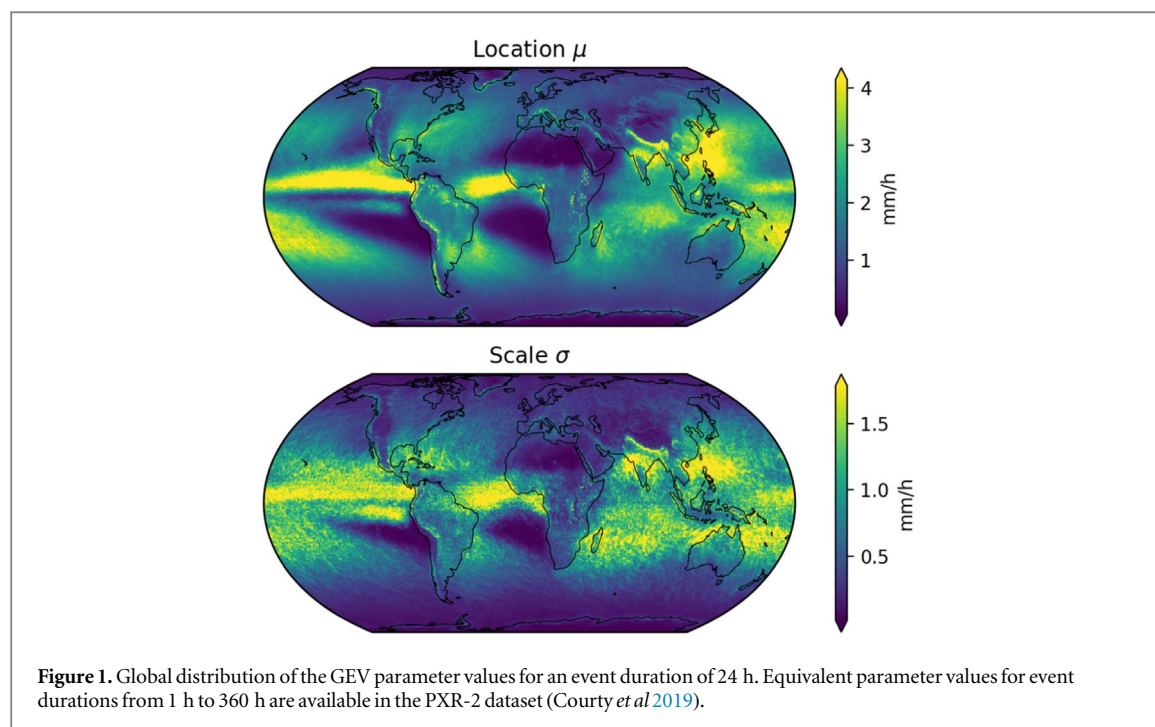 Location μ
4
3
2
1
mm/h
Scale σ
1.5
1.0
0.5
mm/h
Figure 1. Global distribution of the GEV parameter values for an event duration of 24 h. Equivalent parameter values for event
durations from 1 h to 360 h are available in the PXR-2 dataset (Courty et al 2019).